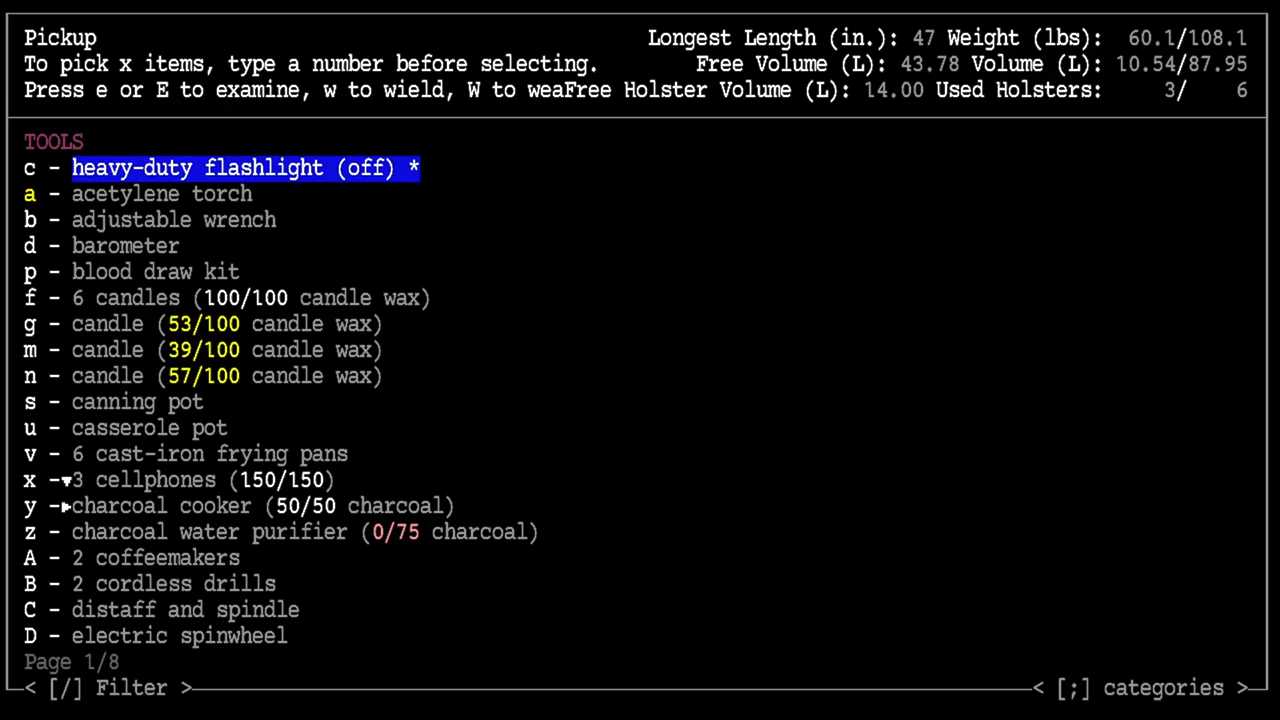 Pickup Longest Length (in.): 47 Weight (lbs): 60.1/108.1
To pick x items, type a number before selecting. Free Volume (L): 43.78 Volume (L): 10.54/87.95
Press e or E to examine, w to wield, W to weaFree Holster Volume (L): 14.00 Used Holsters: 3/ 6
TOOLS
c - heavy-duty flashlight (off) *
a - acetylene torch
b - adjustable wrench
d - barometer
p - blood draw kit
f - 6 candles (100/100 candle wax)
g - candle (53/100 candle wax)
m - candle (39/100 candle wax)
n - candle (57/100 candle wax)
s - canning pot
u - casserole pot
v - 6 cast-iron frying pans
x -▾3 cellphones (150/150)
y -▸charcoal cooker (50/50 charcoal)
z - charcoal water purifier (0/75 charcoal)
A - 2 coffeemakers
B - 2 cordless drills
C - distaff and spindle
D - electric spinwheel
Page 1/8
< [/] Filter > < [;] categories >